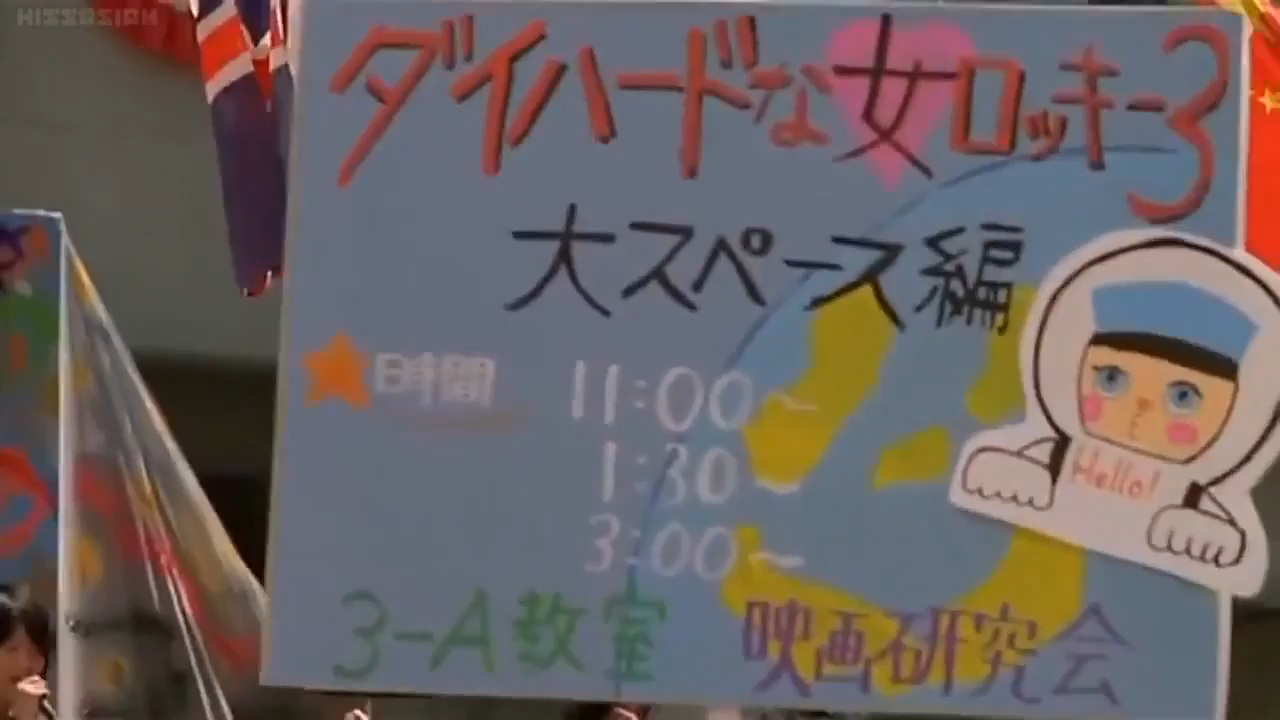 KISSASIAN
ダイハードな女ロッキー3
大スペース編
時間 11:00~
1:30~
3:00~
Hello!
3-A教室 映画研究会